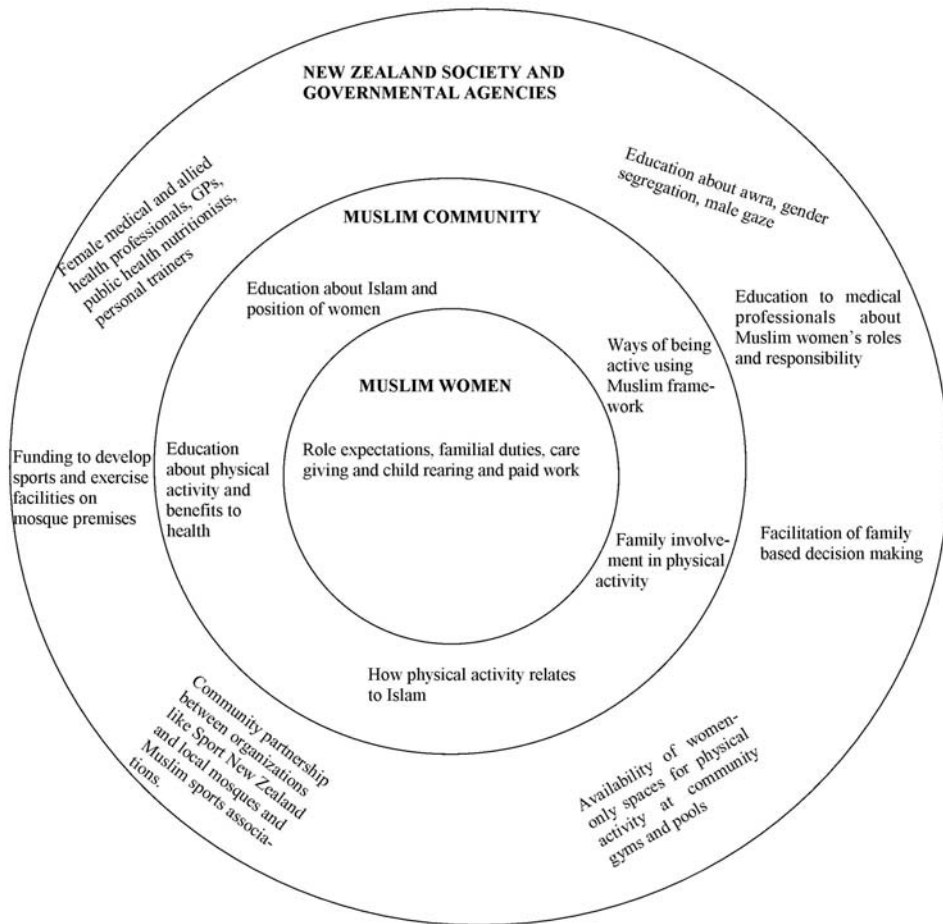 NEW ZEALAND SOCIETY AND
GOVERNMENTAL AGENCIES
Female medical and allied
health professionals, GPs,
public health nutritionists,
personal trainers
Education about awra, gender
segregation, male gaze
MUSLIM COMMUNITY
Education about Islam and
position of women
Education to medical
professionals about
Muslim women’s roles
and responsibility
Ways of being
active using
Muslim frame-
work
MUSLIM WOMEN
Role expectations, familial duties, care
giving and child rearing and paid work
Funding to develop
sports and exercise
facilities on
mosque premises
Education
about physical
activity and
benefits to
health
Family involve-
ment in physical
activity
Facilitation of family
based decision making
How physical activity relates
to Islam
Community partnership
between organizations
like Sport New Zealand
and local mosques and
Muslim sports associa-
tions.
Availability of women-
only spaces for physical
activity at community
gyms and pools